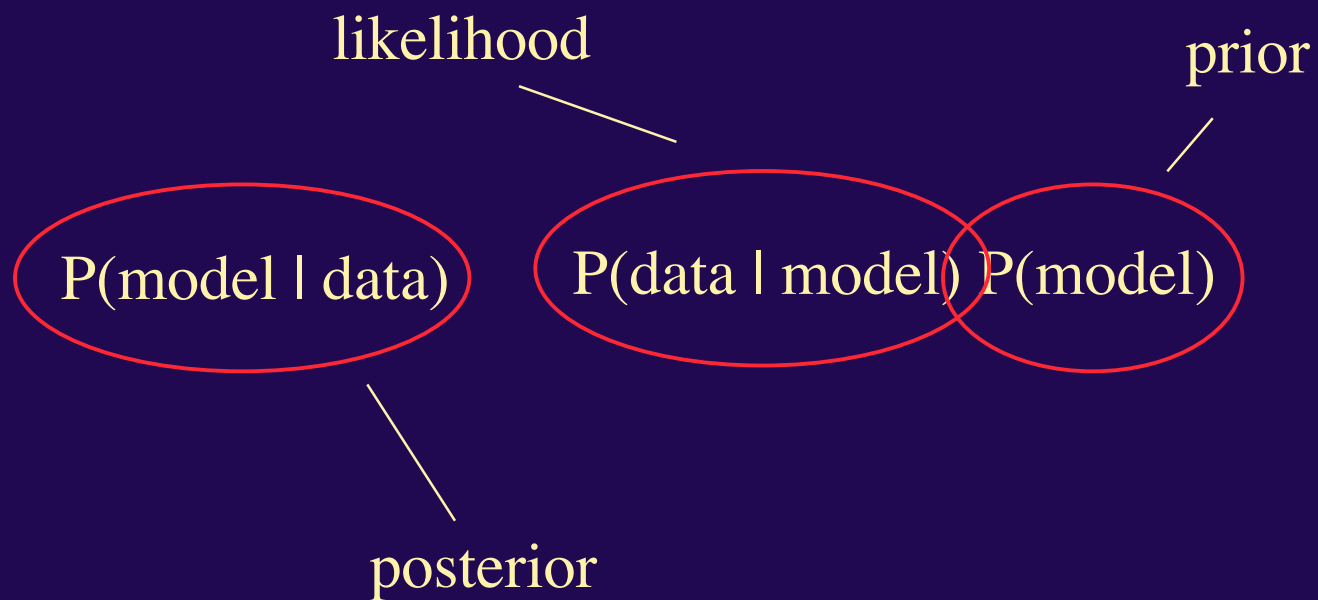 likelihood
prior
P(model | data)
P(data | model) P(model)
posterior